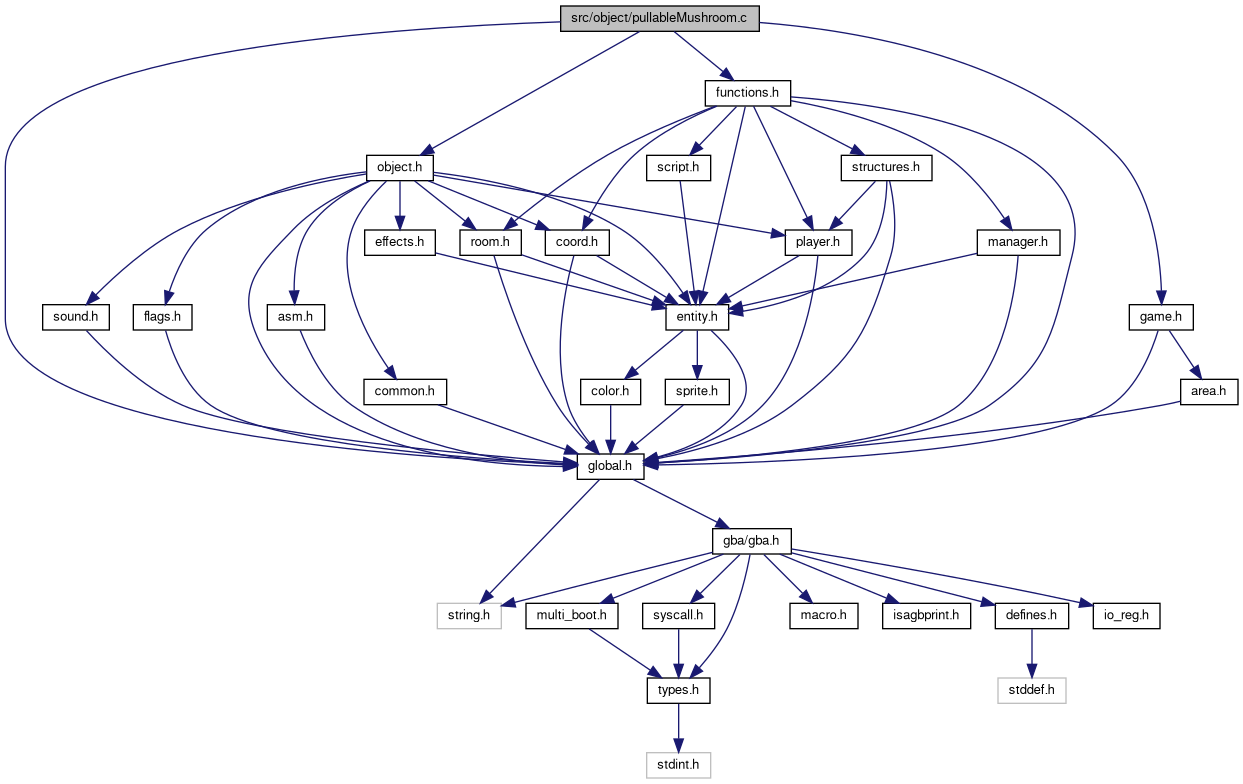 src/object/pullableMushroom.c
functions.h
object.h
script.h
structures.h
effects.h
room.h
coord.h
player.h
manager.h
sound.h
flags.h
asm.h
entity.h
game.h
common.h
color.h
sprite.h
area.h
global.h
gba/gba.h
string.h
multi_boot.h
syscall.h
macro.h
isagbprint.h
defines.h
io_reg.h
types.h
stddef.h
stdint.h